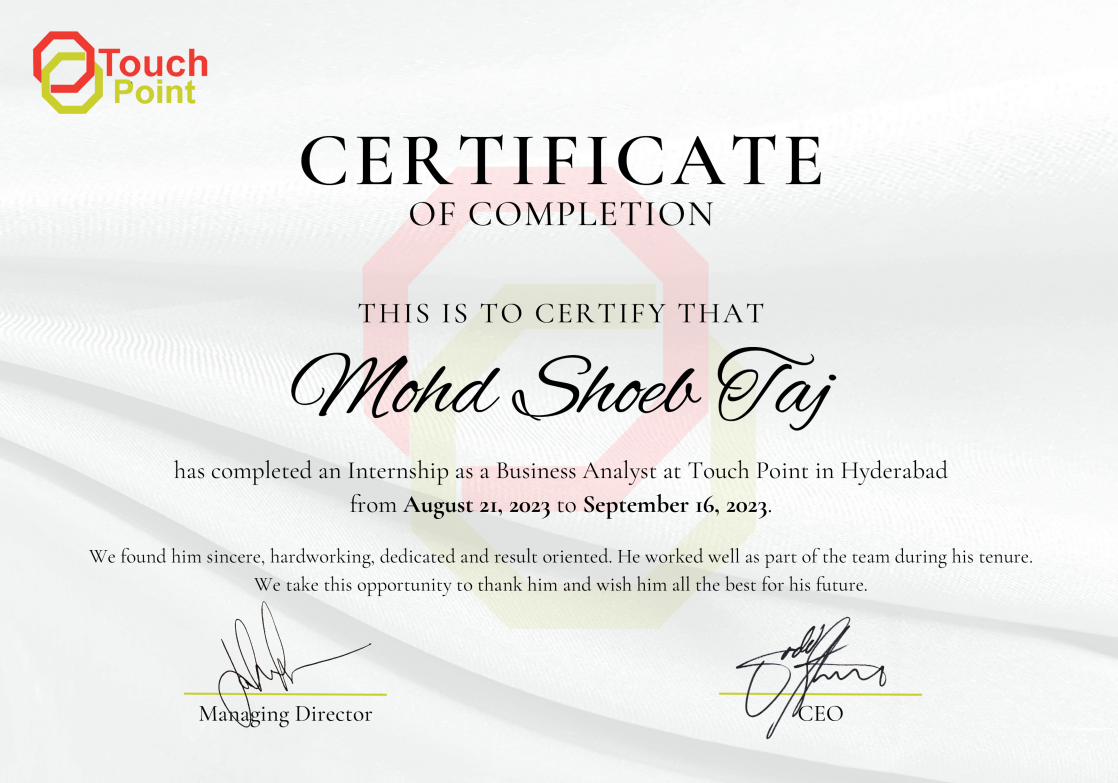 Touch
Point
CERTIFICATE
OF COMPLETION
THIS IS TO CERTIFY THAT
Mohd Shoeb Taj
has completed an Internship as a Business Analyst at Touch Point in Hyderabad
from August 21, 2023 to September 16, 2023.
We found him sincere, hardworking, dedicated and result oriented. He worked well as part of the team during his tenure.
We take this opportunity to thank him and wish him all the best for his future.
Managing Director
CEO